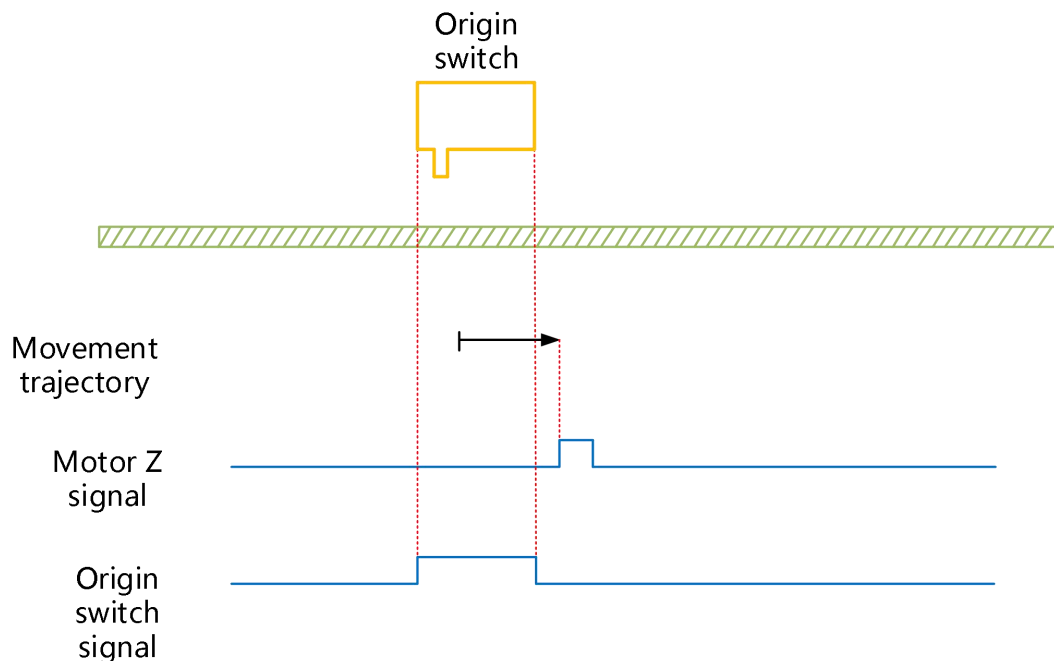 Origin
switch
Movement
trajectory
Motor Z
signal
Origin
switch
signal